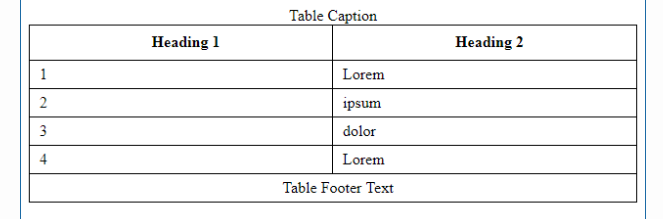 Table Caption
Heading 1 Heading 2
1 Lorem
2 ipsum
3 dolor
4 Lorem
Table Footer Text